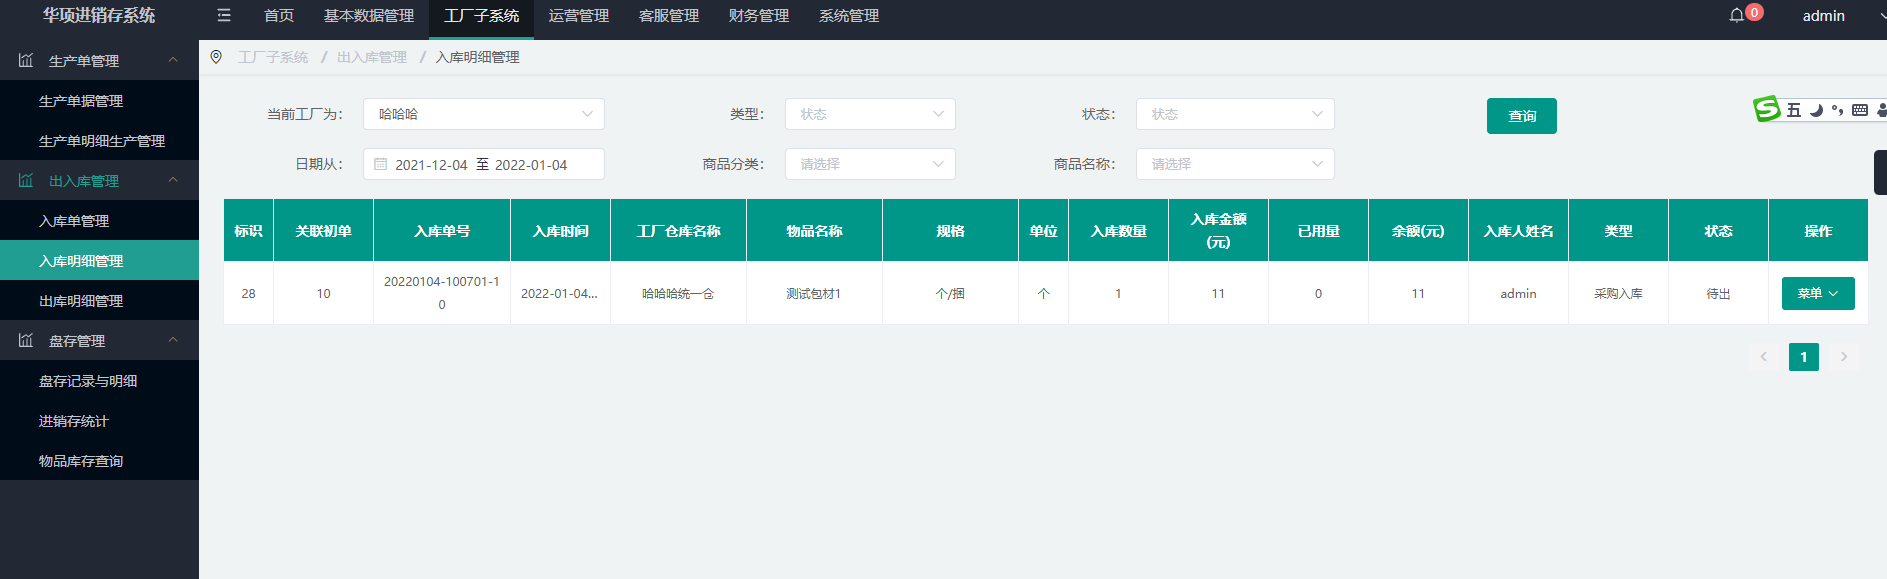 华项进销存系统
首页 基本数据管理 工厂子系统 运营管理 客服管理 财务管理 系统管理
0
admin
生产单管理
生产单据管理
生产单明细生产管理
出入库管理
入库单管理
入库明细管理
出库明细管理
盘存管理
盘存记录与明细
进销存统计
物品库存查询
工厂子系统 / 出入库管理 / 入库明细管理
当前工厂为： 哈哈哈 类型： 状态 状态： 状态 查询
日期从： 2021-12-04 至 2022-01-04 商品分类： 请选择 商品名称： 请选择
五
标识 关联初单 入库单号 入库时间 工厂仓库名称 物品名称 规格 单位 入库数量 入库金额(元) 已用量 余额(元) 入库人姓名 类型 状态 操作
28 10 20220104-100701-10 2022-01-04... 哈哈哈统一仓 测试包材1 个/捆 个 1 11 0 11 admin 采购入库 待出 菜单
1